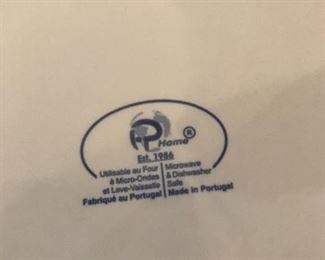 HP Home®
Est. 1986
Utilisable au Four
à Micro-Ondes
et Lave-Vaisselle
Fabriqué au Portugal
Microwave
& Dishwasher
Safe
Made in Portugal